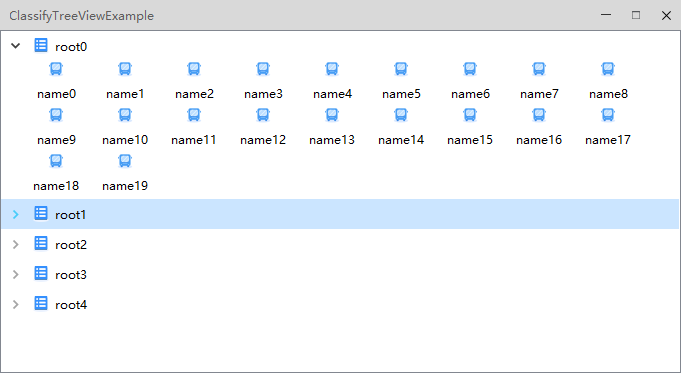 ClassifyTreeViewExample
root0
name0 name1 name2 name3 name4 name5 name6 name7 name8
name9 name10 name11 name12 name13 name14 name15 name16 name17
name18 name19
root1
root2
root3
root4